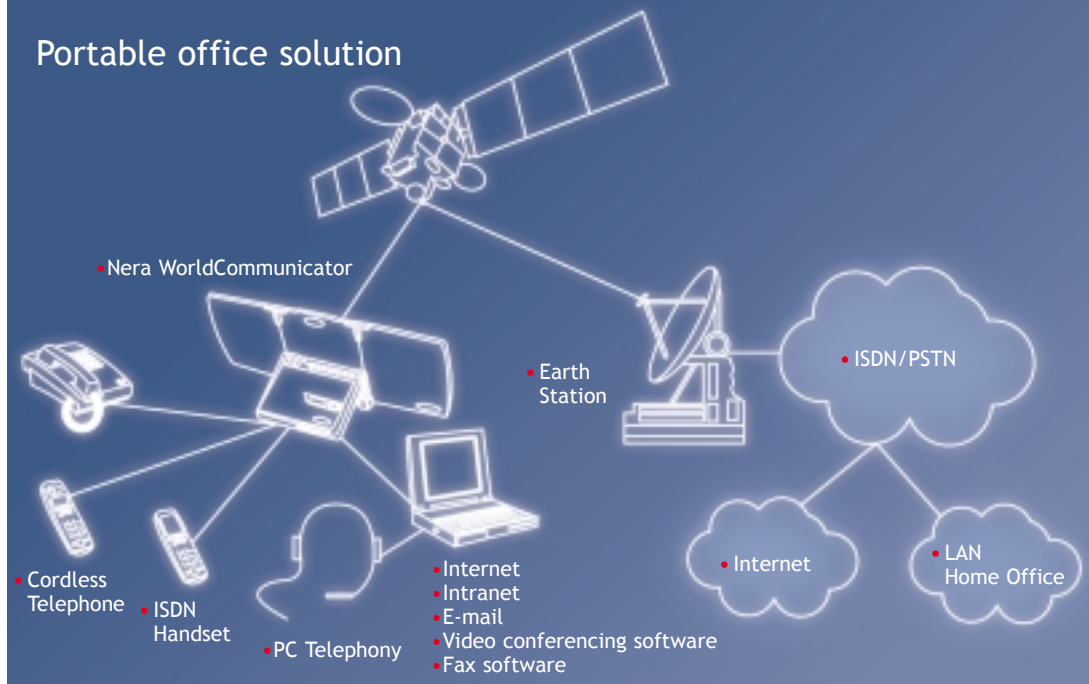 Portable office solution
• Nera WorldCommunicator
• Earth
Station
• ISDN/PSTN
• Cordless
Telephone
• ISDN
Handset
• PC Telephony
• Internet
• Intranet
• E-mail
• Video conferencing software
• Fax software
• Internet
• LAN
Home Office